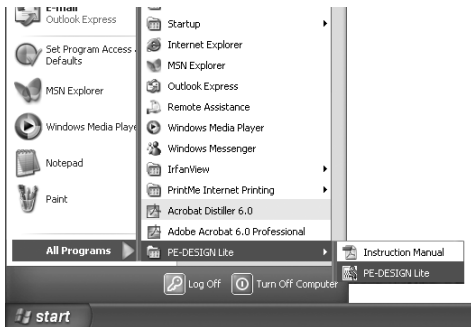 E-mail
Outlook Express
Set Program Access
Defaults
MSN Explorer
Windows Media Playe
Notepad
Paint
All Programs
Startup
Internet Explorer
MSN Explorer
Outlook Express
Remote Assistance
Windows Media Player
Windows Messenger
IrfanView
PrintMe Internet Printing
Acrobat Distiller 6.0
Adobe Acrobat 6.0 Professional
PE-DESIGN Lite
Instruction Manual
PE-DESIGN Lite
Log Off
Turn Off Computer
start